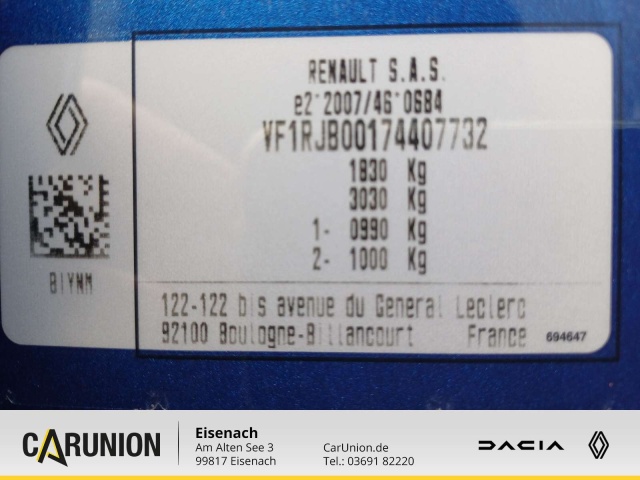 RENAULT S.A.S.
e2*2007/46*0684
VF1RJB00174407732
1830 Kg
3030 Kg
1- 0990 Kg
2- 1000 Kg
BIYNM
122-122 bis avenue du General Leclerc
92100 Boulogne-Billancourt France
694647
CARUNION
Eisenach
Am Alten See 3
99817 Eisenach
CarUnion.de
Tel.: 03691 82220
DACIA